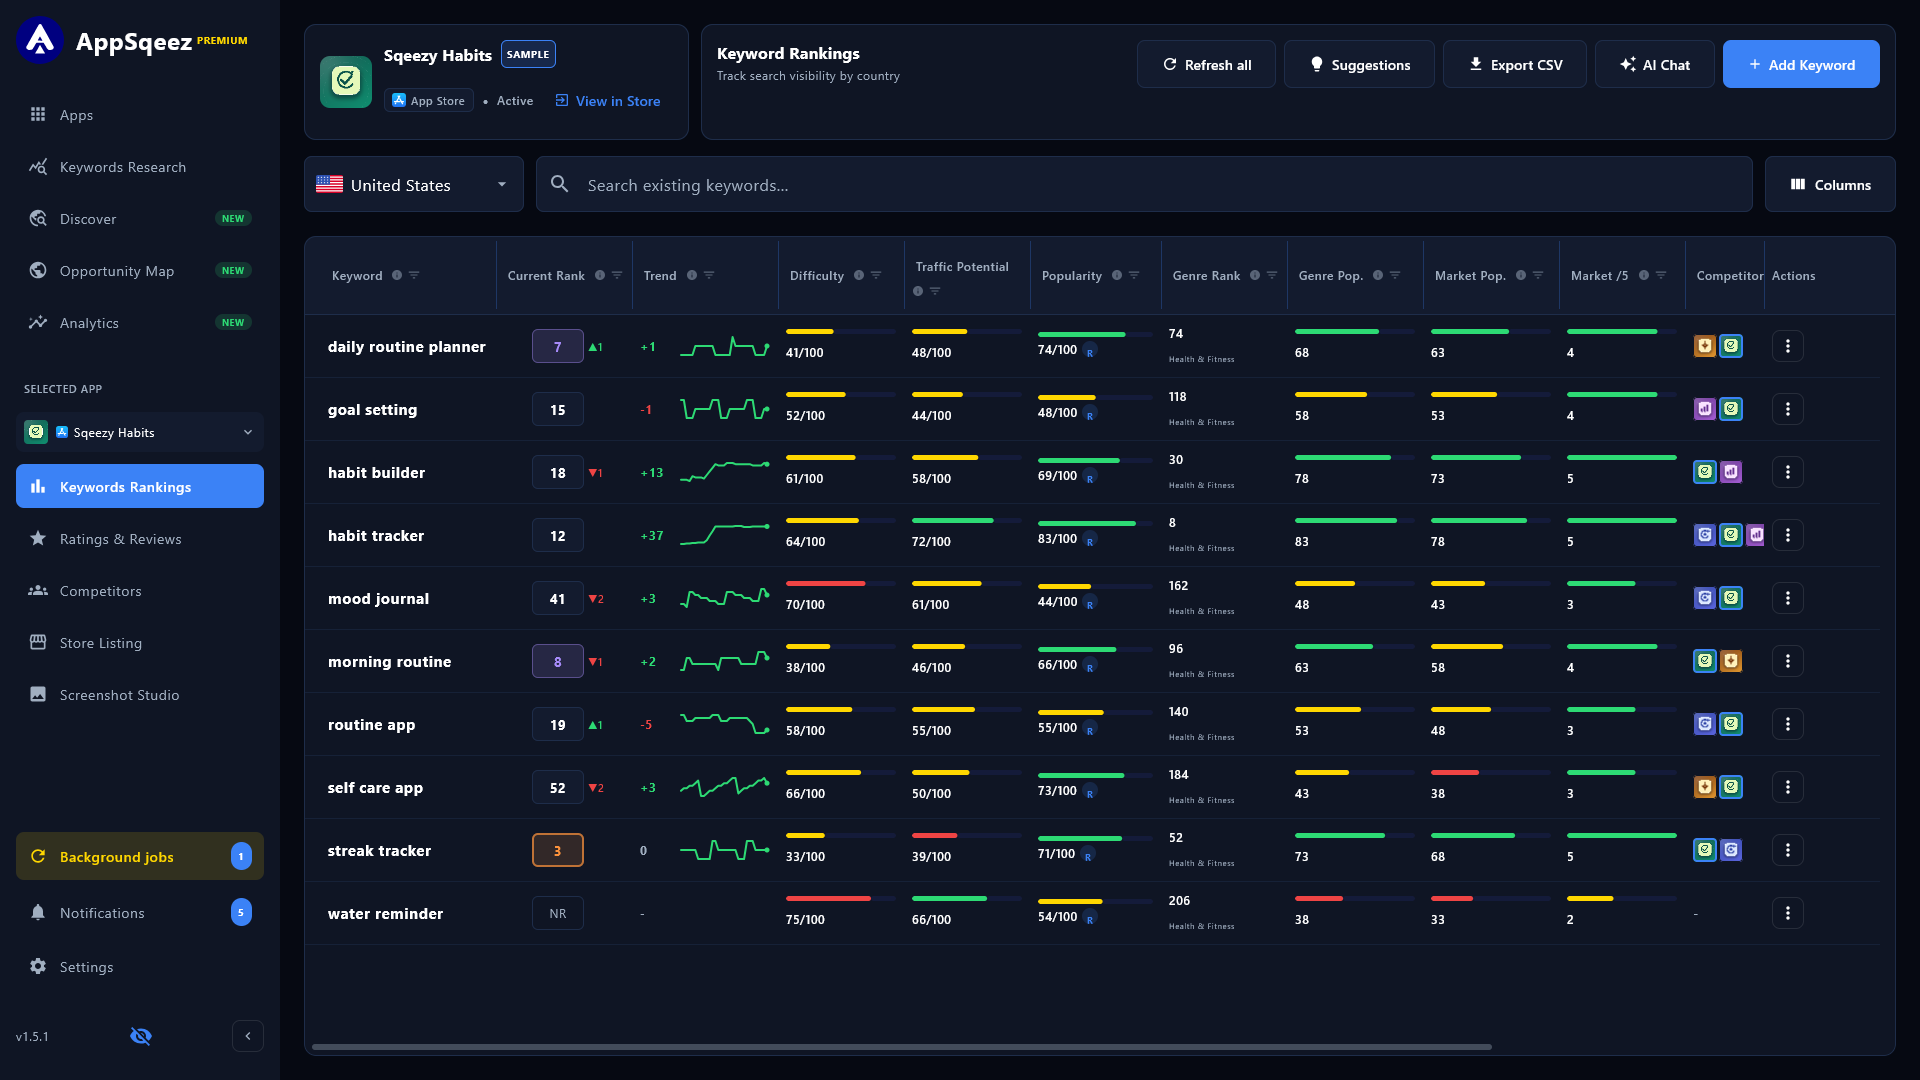 AppSqeez PREMIUM
Apps
Keywords Research
Discover NEW
Opportunity Map NEW
Analytics NEW
SELECTED APP
Sqeezy Habits
Keywords Rankings
Ratings & Reviews
Competitors
Store Listing
Screenshot Studio
Background jobs 1
Notifications 5
Settings
v1.5.1
Sqeezy Habits SAMPLE
App Store • Active View in Store
Keyword Rankings
Track search visibility by country
Refresh all
Suggestions
Export CSV
AI Chat
+ Add Keyword
United States
Search existing keywords...
Columns
Keyword Current Rank Trend Difficulty Traffic Potential Popularity Genre Rank Genre Pop. Market Pop. Market /5 Competitor Actions
daily routine planner 7 ▲1 +1 41/100 48/100 74/100 R 74 Health & Fitness 68 63 4
goal setting 15 -1 52/100 44/100 48/100 R 118 Health & Fitness 58 53 4
habit builder 18 ▼1 +13 61/100 58/100 69/100 R 30 Health & Fitness 78 73 5
habit tracker 12 +37 64/100 72/100 83/100 R 8 Health & Fitness 83 78 5
mood journal 41 ▼2 +3 70/100 61/100 44/100 R 162 Health & Fitness 48 43 3
morning routine 8 ▼1 +2 38/100 46/100 66/100 R 96 Health & Fitness 63 58 4
routine app 19 ▲1 -5 58/100 55/100 55/100 R 140 Health & Fitness 53 48 3
self care app 52 ▼2 +3 66/100 50/100 73/100 R 184 Health & Fitness 43 38 3
streak tracker 3 0 33/100 39/100 71/100 R 52 Health & Fitness 73 68 5
water reminder NR - 75/100 66/100 54/100 R 206 Health & Fitness 38 33 2 -